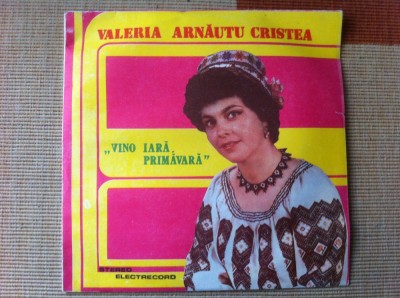 VALERIA ARNĂUTU CRISTEA
„VINO IARĂ
PRIMĂVARĂ"
STEREO
ELECTRECORD